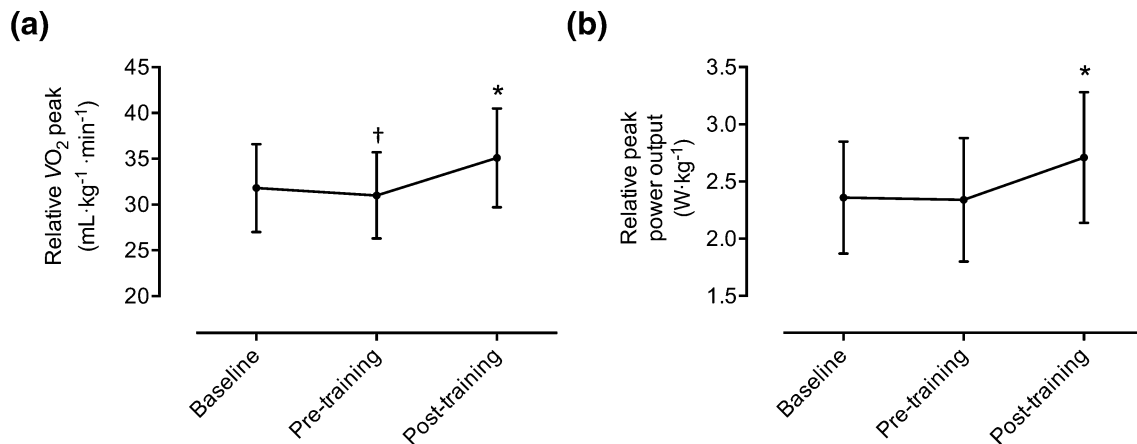 (a)
Relative VO₂ peak
(mL·kg⁻¹ ·min⁻¹)
45
40
35
30
25
20
†
*
Baseline
Pre-training
Post-training
(b)
Relative peak
power output
(W·kg⁻¹)
3.5
3.0
2.5
2.0
1.5
*
Baseline
Pre-training
Post-training